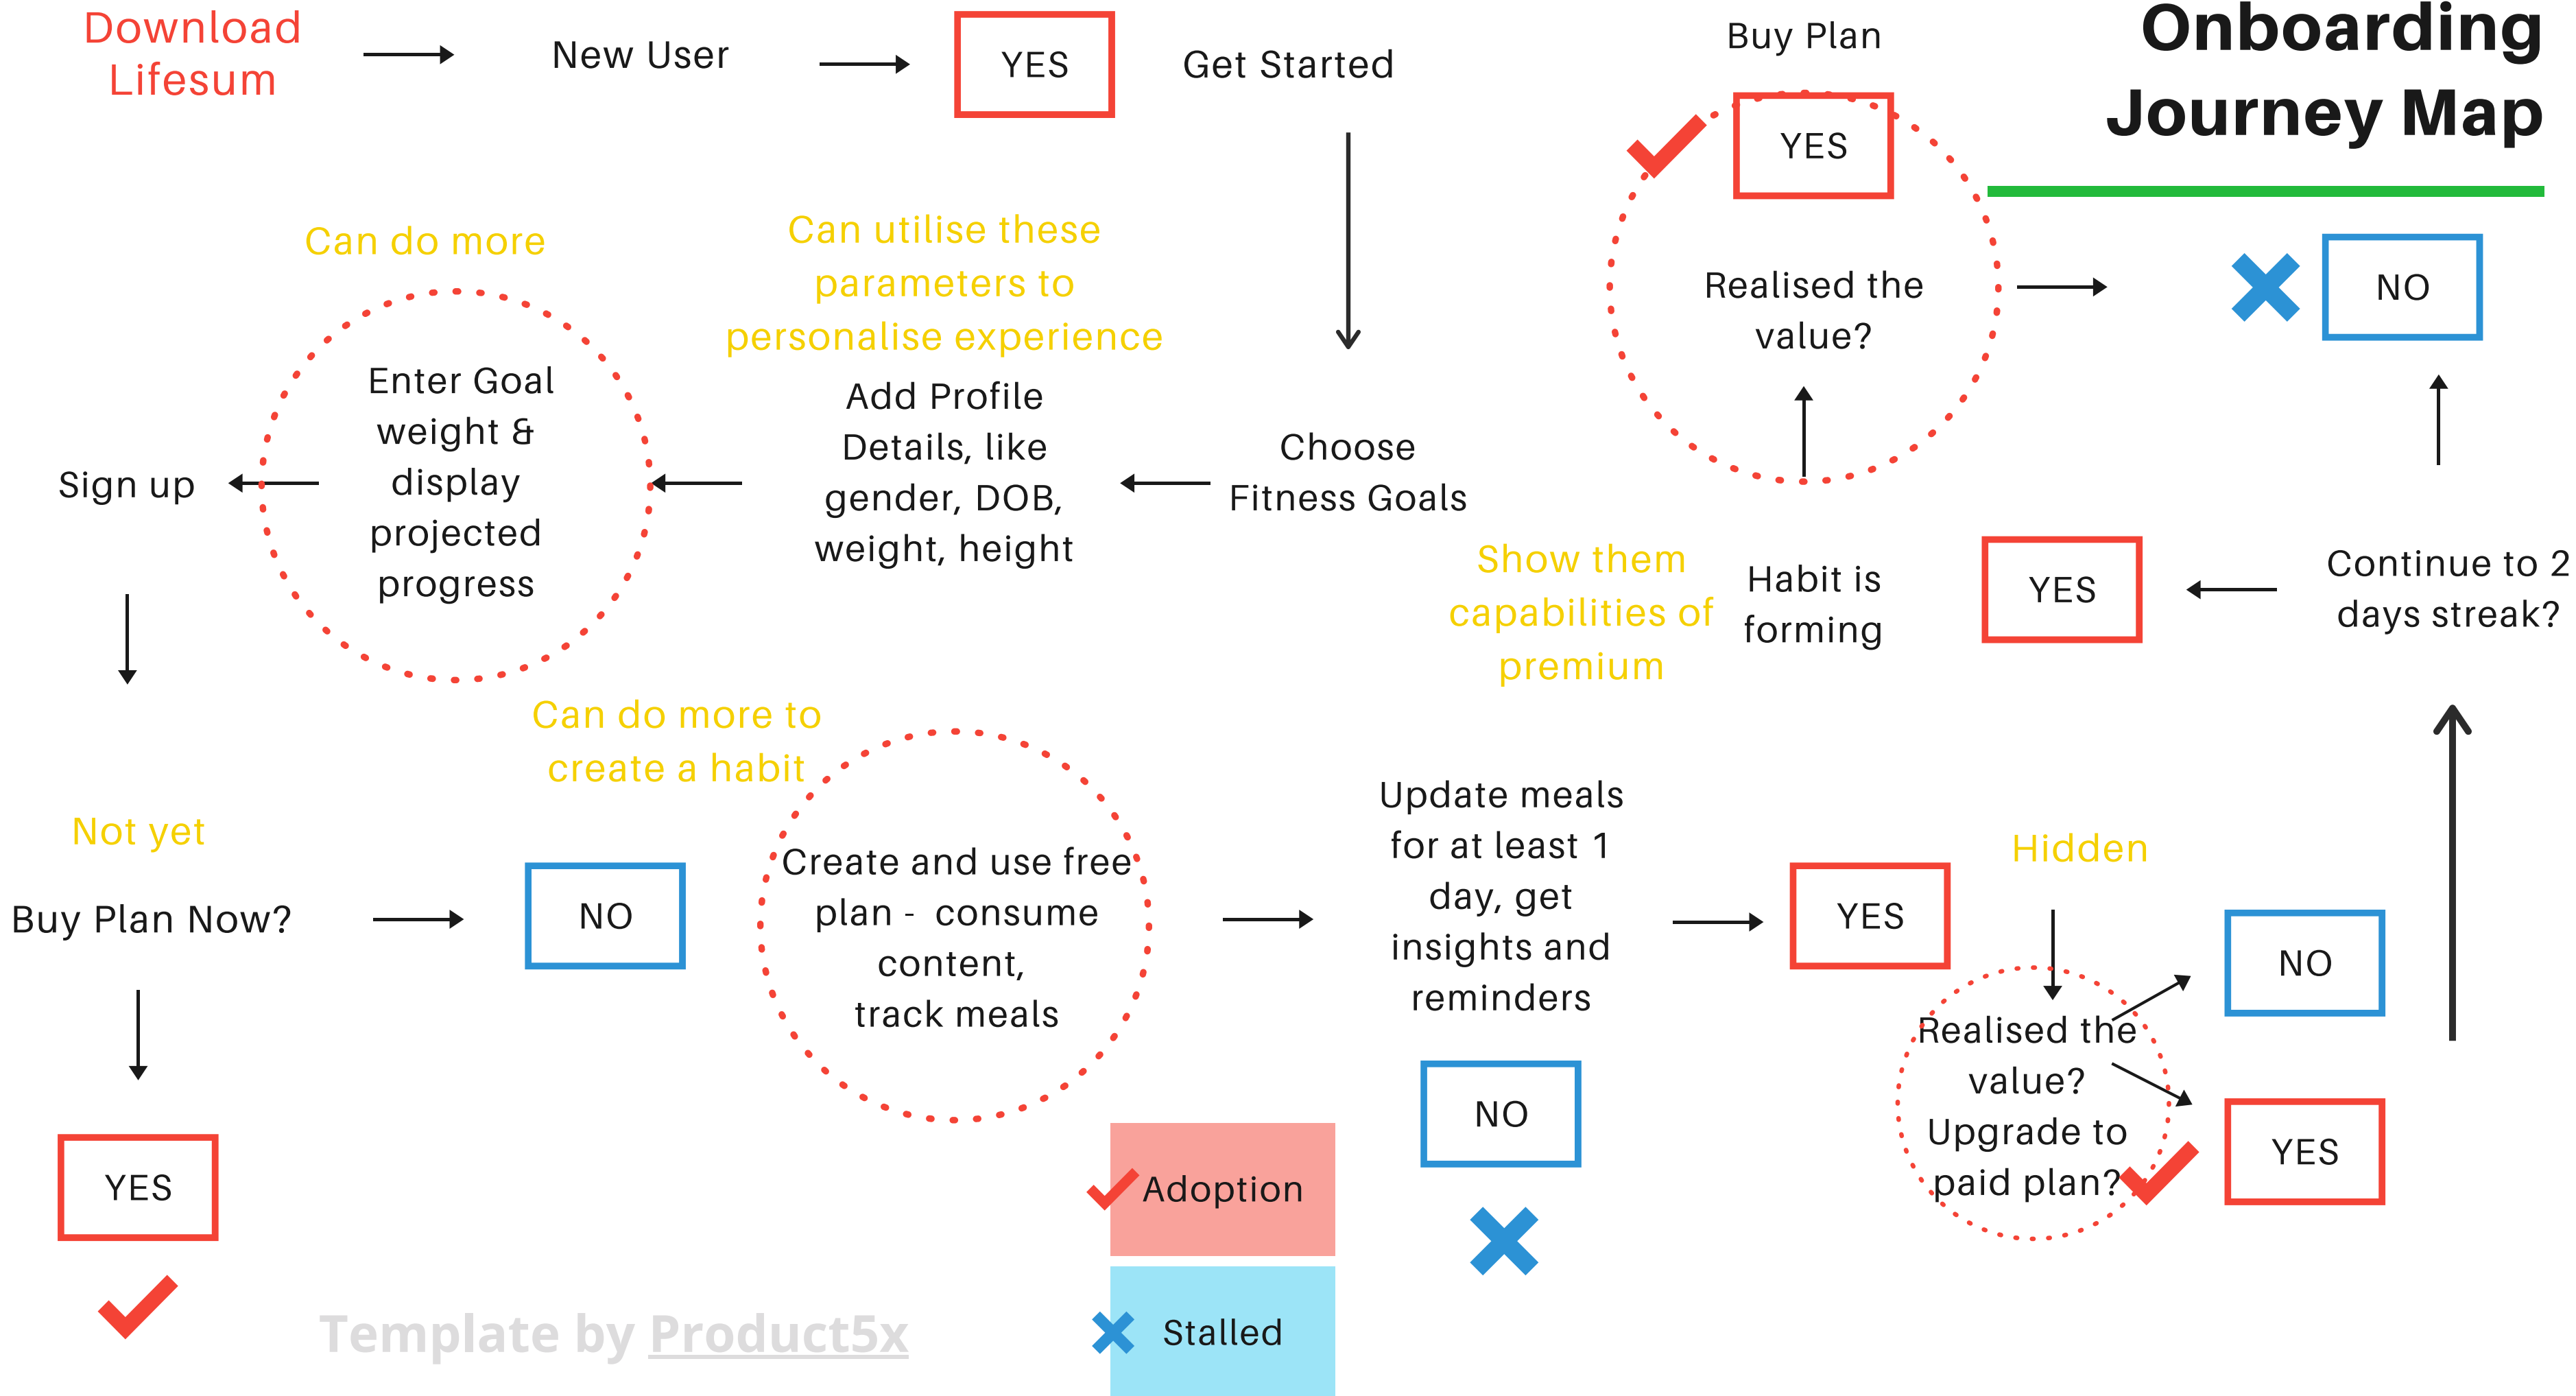 Download
Lifesum
New User
YES
Get Started
Buy Plan
YES
Onboarding
Journey Map
Can do more
Can utilise these
parameters to
personalise experience
Realised the
value?
NO
Sign up
Enter Goal
weight &
display
projected
progress
Add Profile
Details, like
gender, DOB,
weight, height
Choose
Fitness Goals
Show them
capabilities of
premium
Habit is
forming
YES
Continue to 2
days streak?
Can do more to
create a habit
Not yet
Buy Plan Now?
NO
Create and use free
plan - consume
content,
track meals
Update meals
for at least 1
day, get
insights and
reminders
YES
Hidden
Realised the
value?
Upgrade to
paid plan?
NO
YES
NO
YES
Adoption
Stalled
Template by Product5x